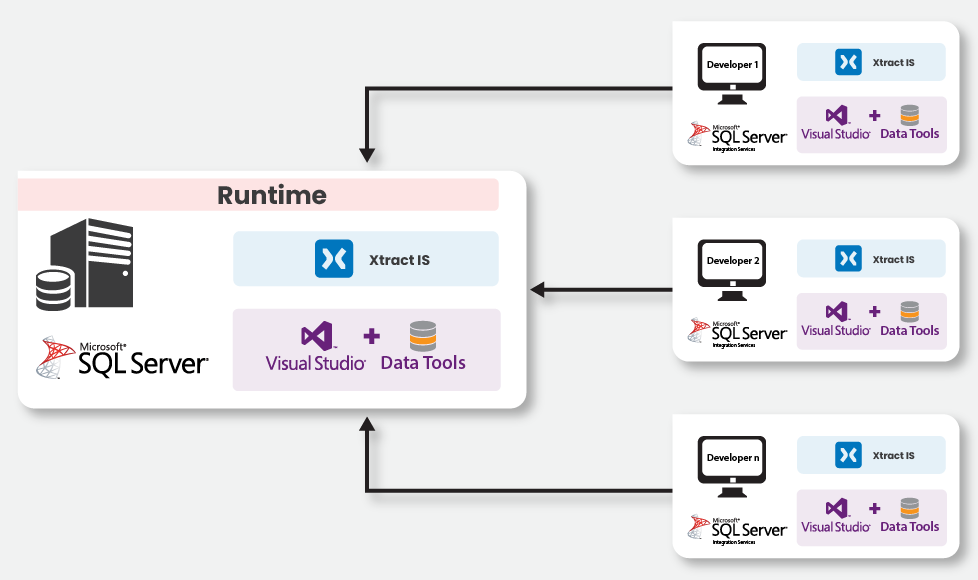 Runtime
Xtract IS
Microsoft®
SQL Server®
Visual Studio®
+
Data Tools
Developer 1
Xtract IS
Microsoft®
SQL Server®
Integration Services
Visual Studio®
+
Data Tools
Developer 2
Xtract IS
Microsoft®
SQL Server®
Integration Services
Visual Studio®
+
Data Tools
Developer n
Xtract IS
Microsoft®
SQL Server®
Integration Services
Visual Studio®
+
Data Tools